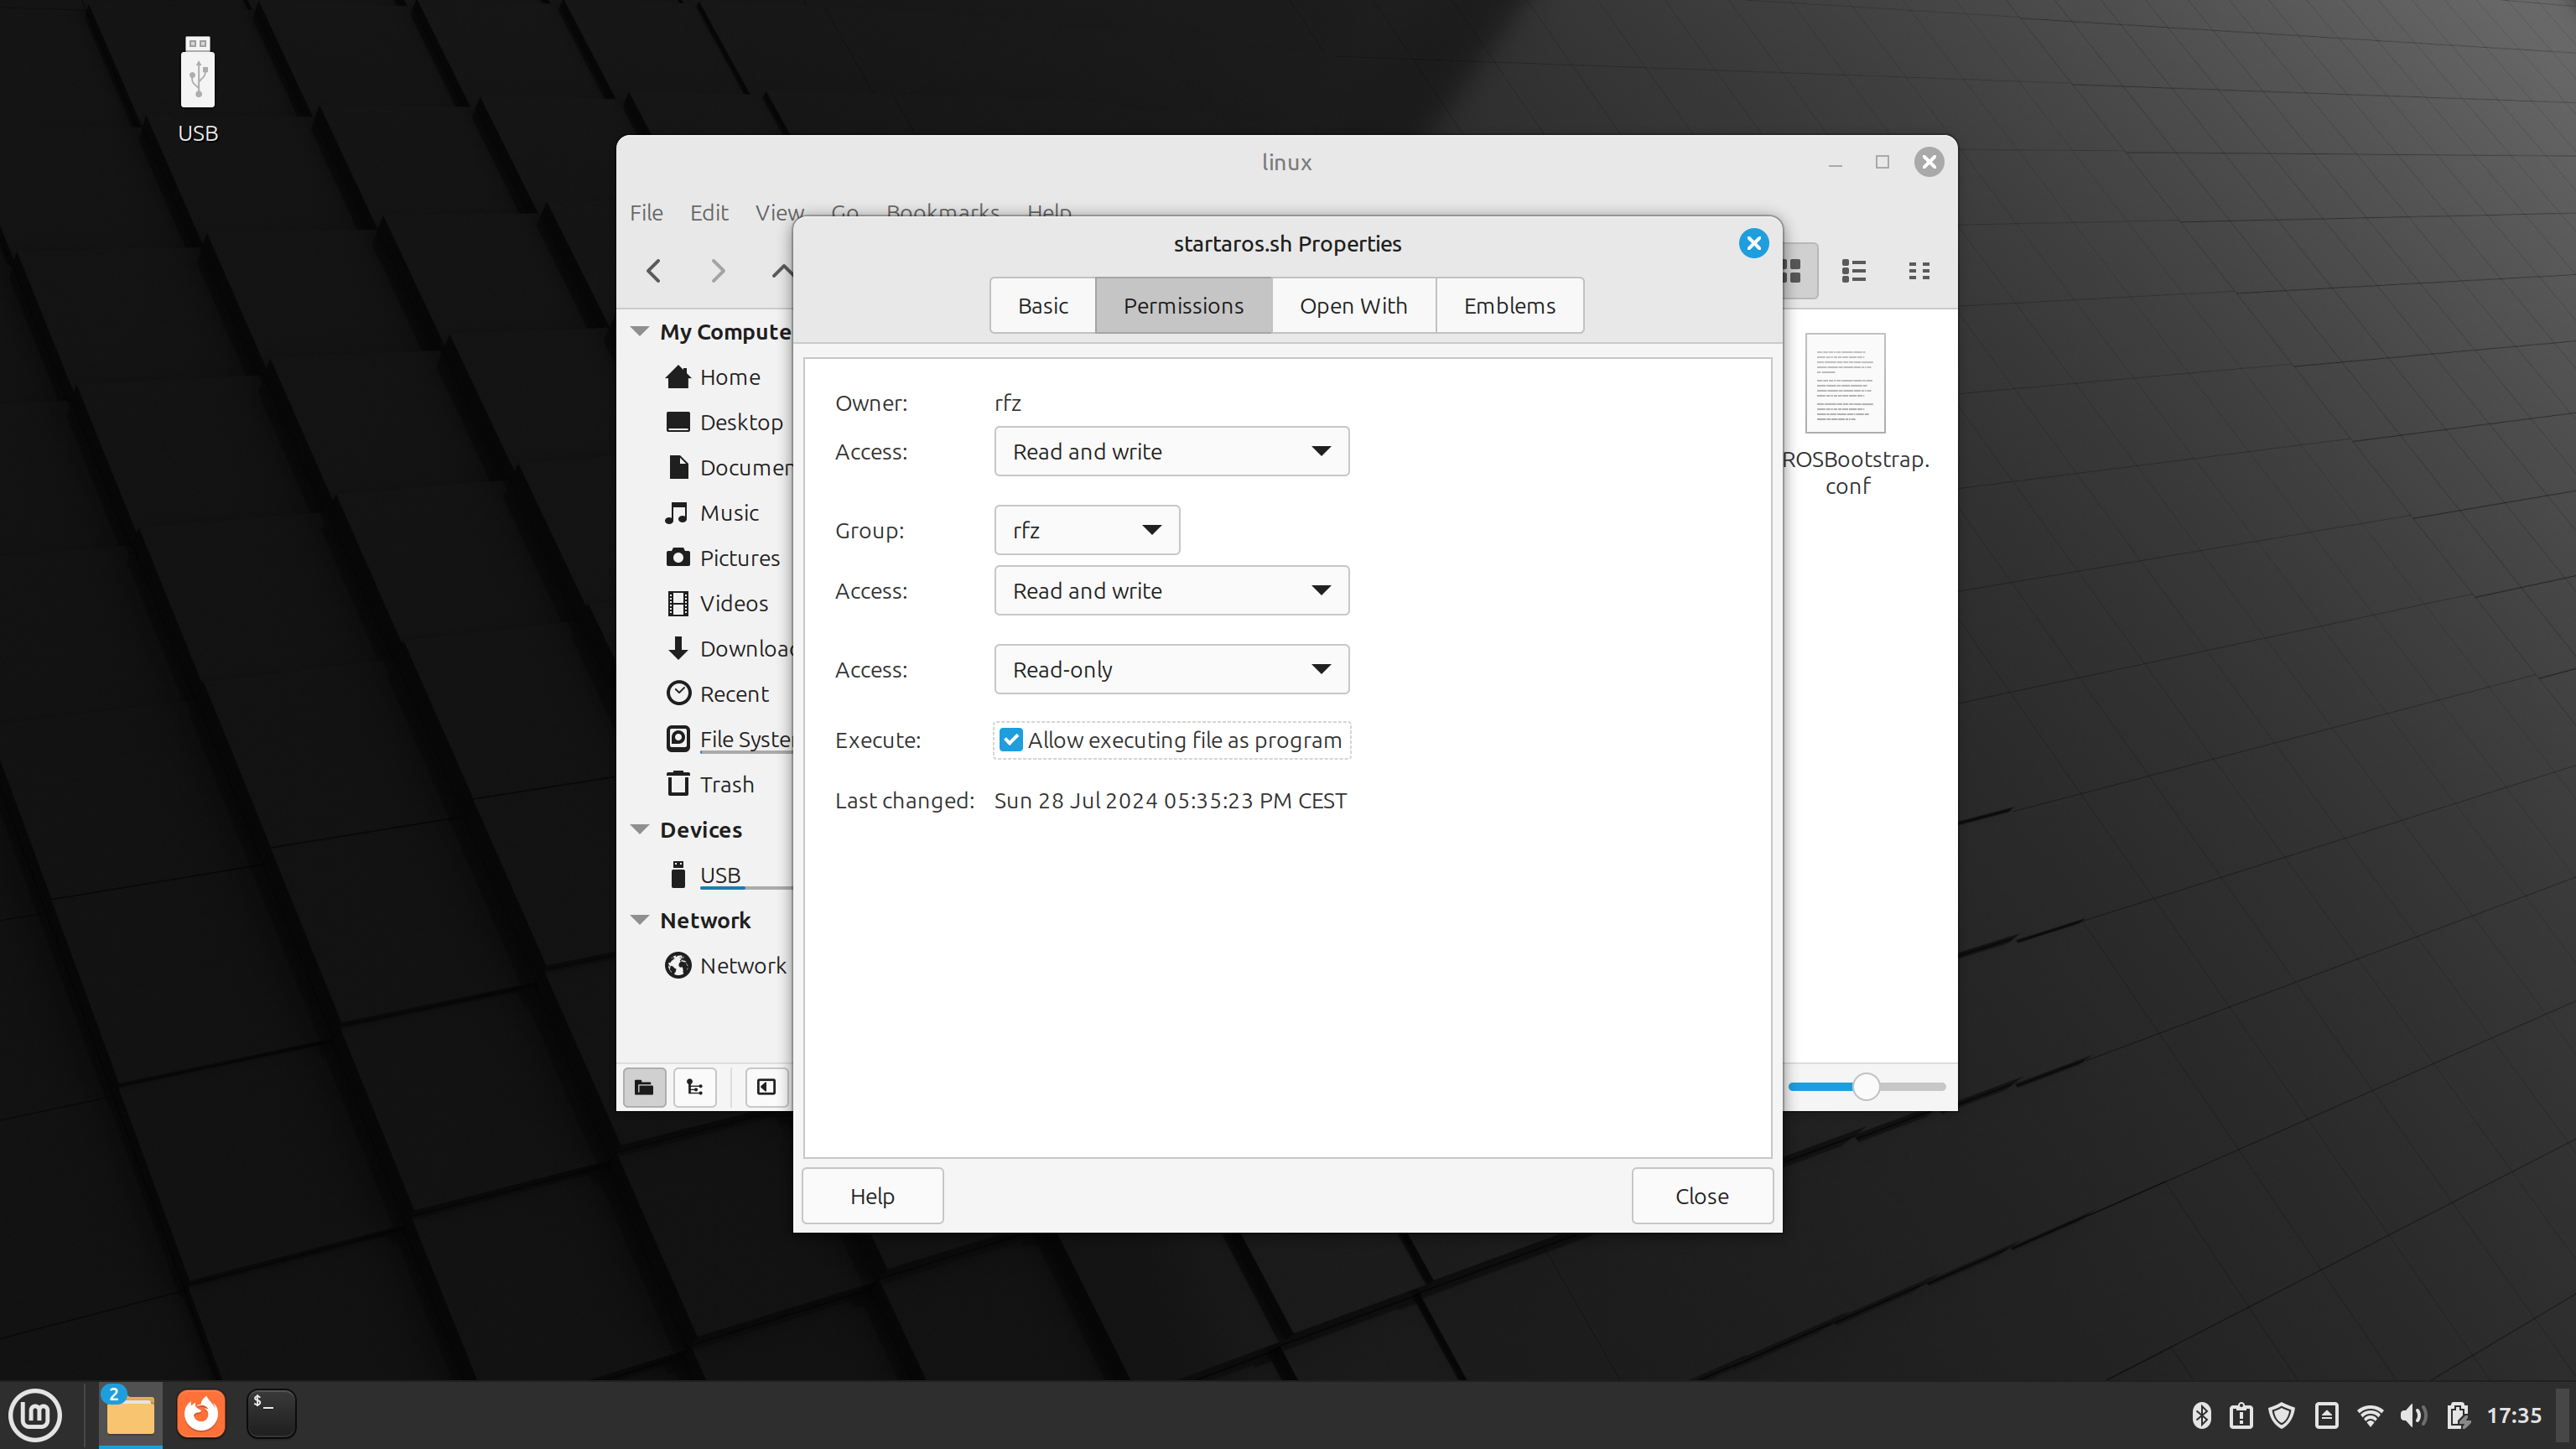 USB
linux
File Edit View Go Bookmarks Help
startaros.sh Properties
Basic Permissions Open With Emblems
My Compute
Home
Desktop
Documen
Music
Pictures
Videos
Downloa
Recent
File Syste
Trash
Devices
USB
Network
Network
Owner: rfz
Access: Read and write
Group: rfz
Access: Read and write
Access: Read-only
Execute: Allow executing file as program
Last changed: Sun 28 Jul 2024 05:35:23 PM CEST
ROSBootstrap.
conf
Help Close
2
$_
17:35